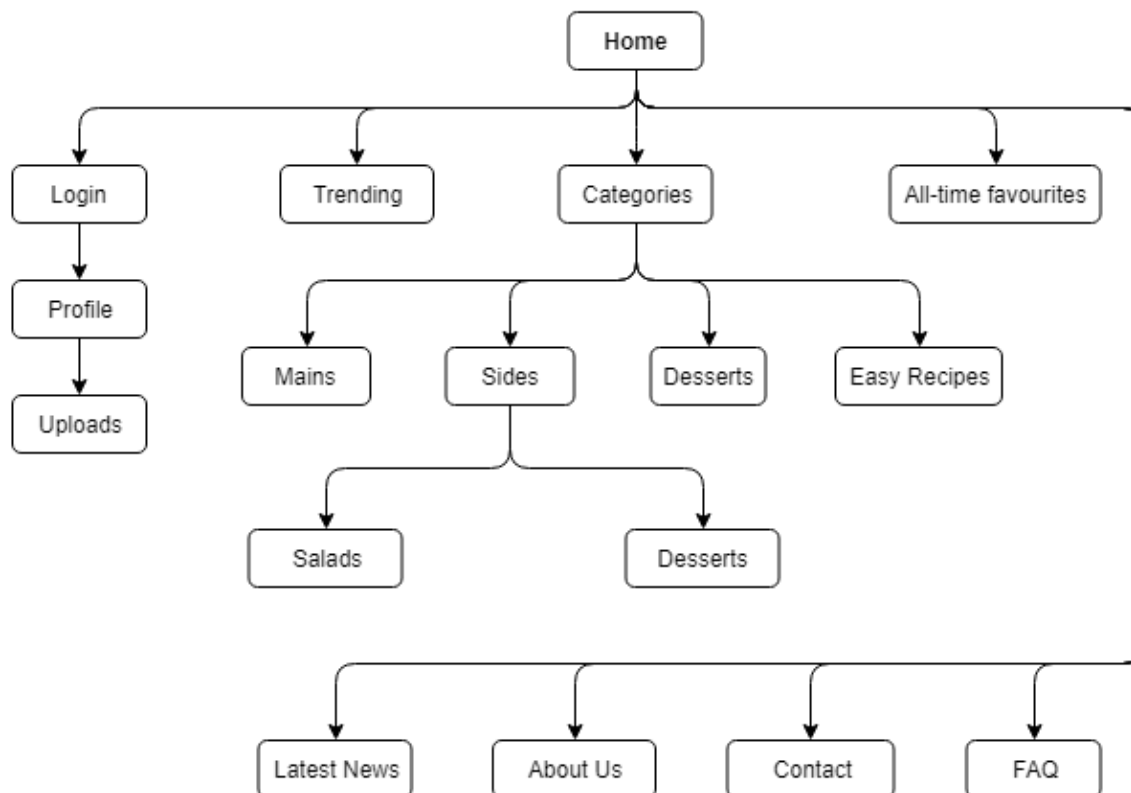 Home
Login
Trending
Categories
All-time favourites
Profile
Mains
Sides
Desserts
Easy Recipes
Uploads
Salads
Desserts
Latest News
About Us
Contact
FAQ